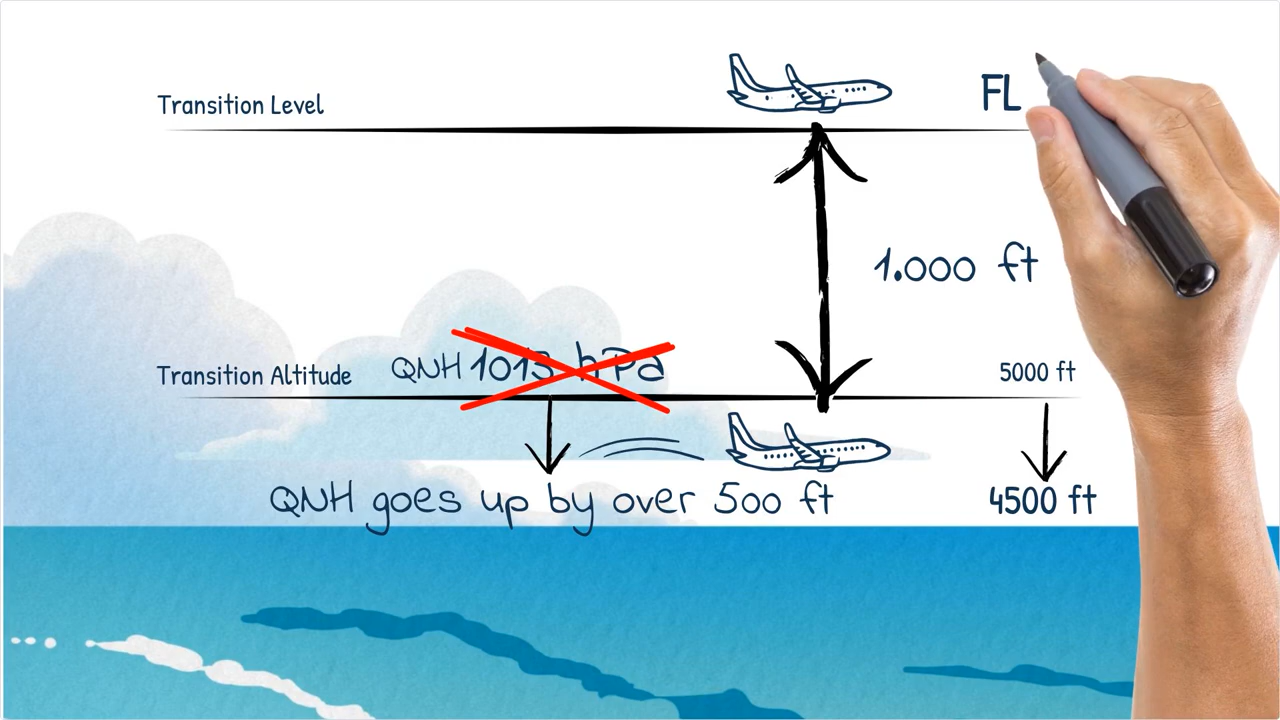 Transition Level
FL
1.000 ft
Transition Altitude QNH 1013 hPa 5000 ft
QNH goes up by over 500 ft 4500 ft